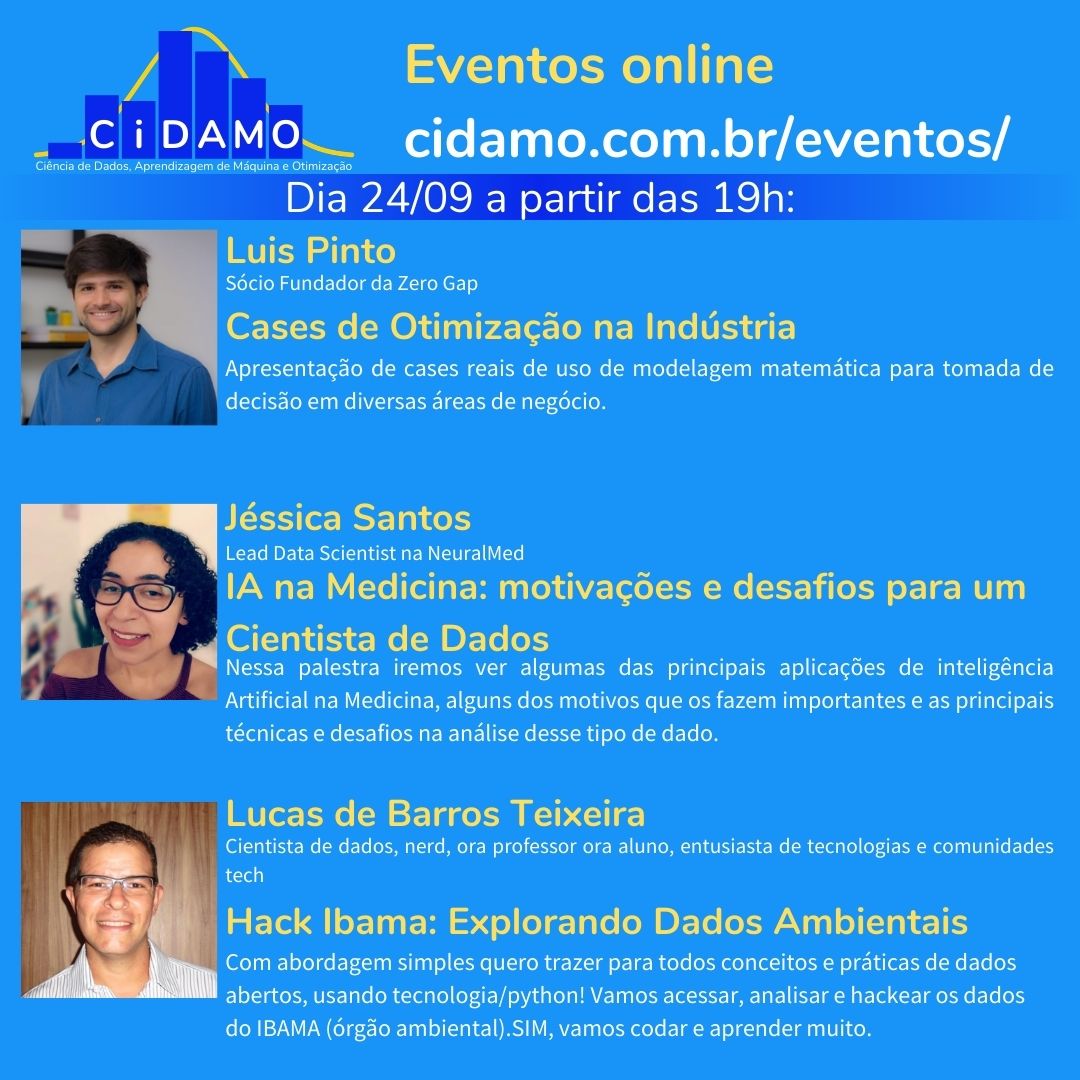 CiDAMO
Ciência de Dados, Aprendizagem de Máquina e Otimização
Eventos online
cidamo.com.br/eventos/
Dia 24/09 a partir das 19h:
Luis Pinto
Sócio Fundador da Zero Gap
Cases de Otimização na Indústria
Apresentação de cases reais de uso de modelagem matemática para tomada de
decisão em diversas áreas de negócio.
Jéssica Santos
Lead Data Scientist na NeuralMed
IA na Medicina: motivações e desafios para um
Cientista de Dados
Nessa palestra iremos ver algumas das principais aplicações de inteligência
Artificial na Medicina, alguns dos motivos que os fazem importantes e as principais
técnicas e desafios na análise desse tipo de dado.
Lucas de Barros Teixeira
Cientista de dados, nerd, ora professor ora aluno, entusiasta de tecnologias e comunidades
tech
Hack Ibama: Explorando Dados Ambientais
Com abordagem simples quero trazer para todos conceitos e práticas de dados
abertos, usando tecnologia/python! Vamos acessar, analisar e hackear os dados
do IBAMA (órgão ambiental).SIM, vamos codar e aprender muito.